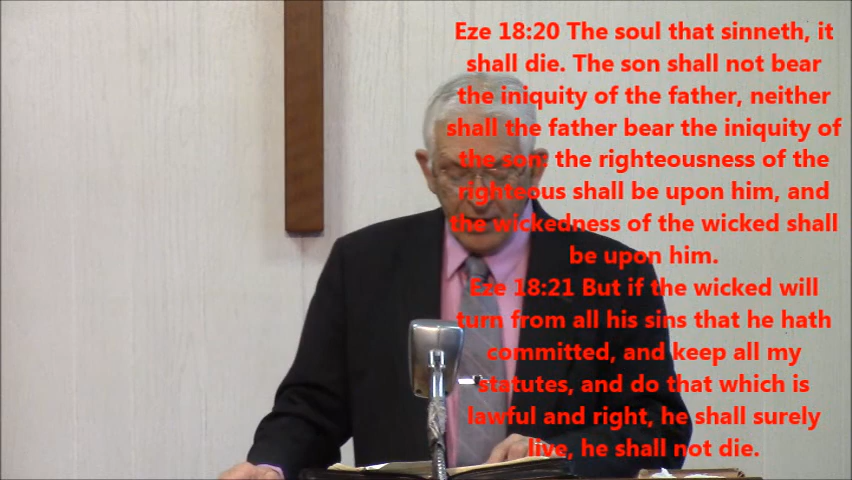 Eze 18:20 The soul that sinneth, it
shall die. The son shall not bear
the iniquity of the father, neither
shall the father bear the iniquity of
the son: the righteousness of the
righteous shall be upon him, and
the wickedness of the wicked shall
be upon him.
Eze 18:21 But if the wicked will
turn from all his sins that he hath
committed, and keep all my
statutes, and do that which is
lawful and right, he shall surely
live, he shall not die.